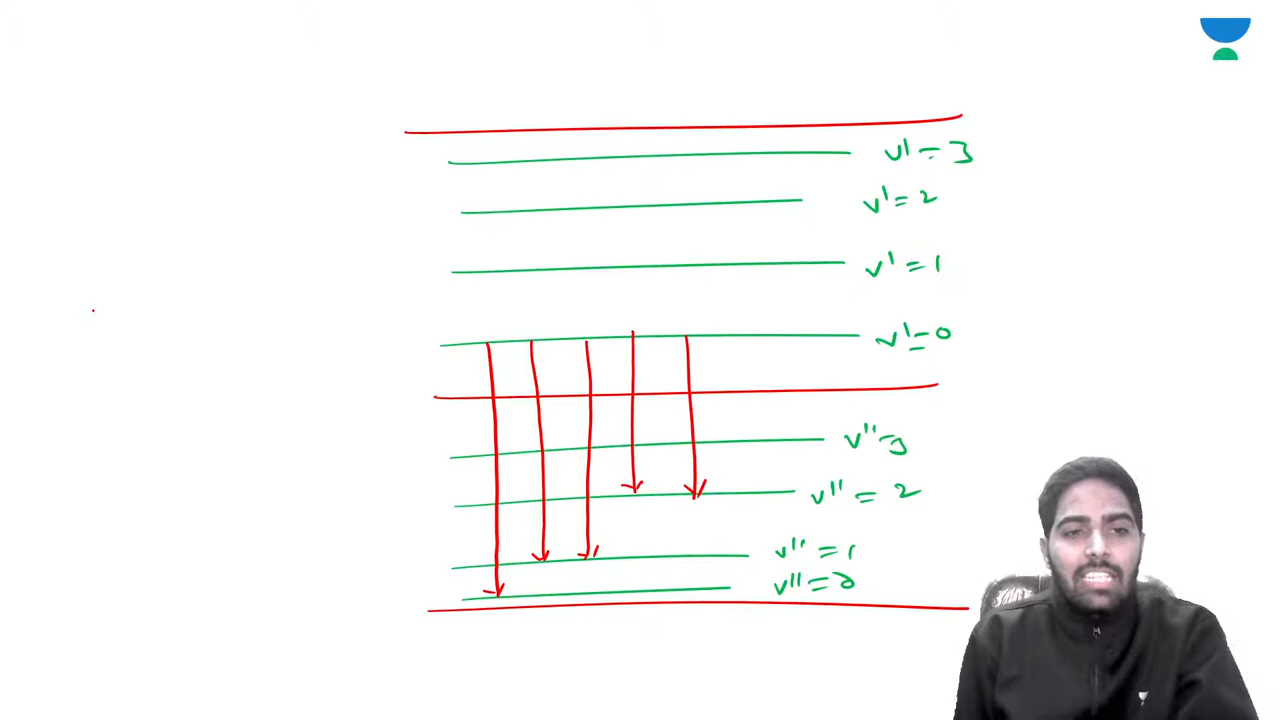 v' = 3
v' = 2
v' = 1
v' = 0
v'' = 3
v'' = 2
v'' = 1
v'' = 0